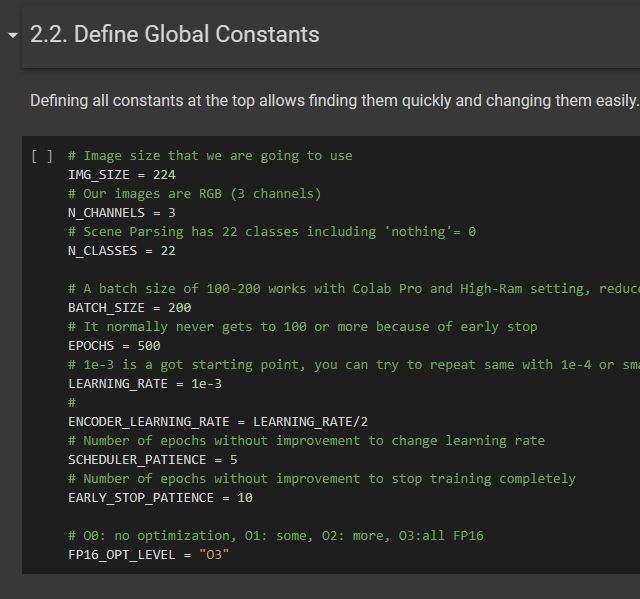 2.2. Define Global Constants
Defining all constants at the top allows finding them quickly and changing them easily.
[ ] # Image size that we are going to use
IMG_SIZE = 224
# Our images are RGB (3 channels)
N_CHANNELS = 3
# Scene Parsing has 22 classes including 'nothing'= 0
N_CLASSES = 22
# A batch size of 100-200 works with Colab Pro and High-Ram setting,
BATCH_SIZE = 200
# It normally never gets to 100 or more because of early stop
EPOCHS = 500
# 1e-3 is a got starting point, you can try to repeat same with 1e-4 or
LEARNING_RATE = 1e-3
#
ENCODER_LEARNING_RATE = LEARNING_RATE/2
# Number of epochs without improvement to change learning rate
SCHEDULER_PATIENCE = 5
# Number of epochs without improvement to stop training completely
EARLY_STOP_PATIENCE = 10
# O0: no optimization, O1: some, O2: more, O3:all FP16
FP16_OPT_LEVEL = "O3"